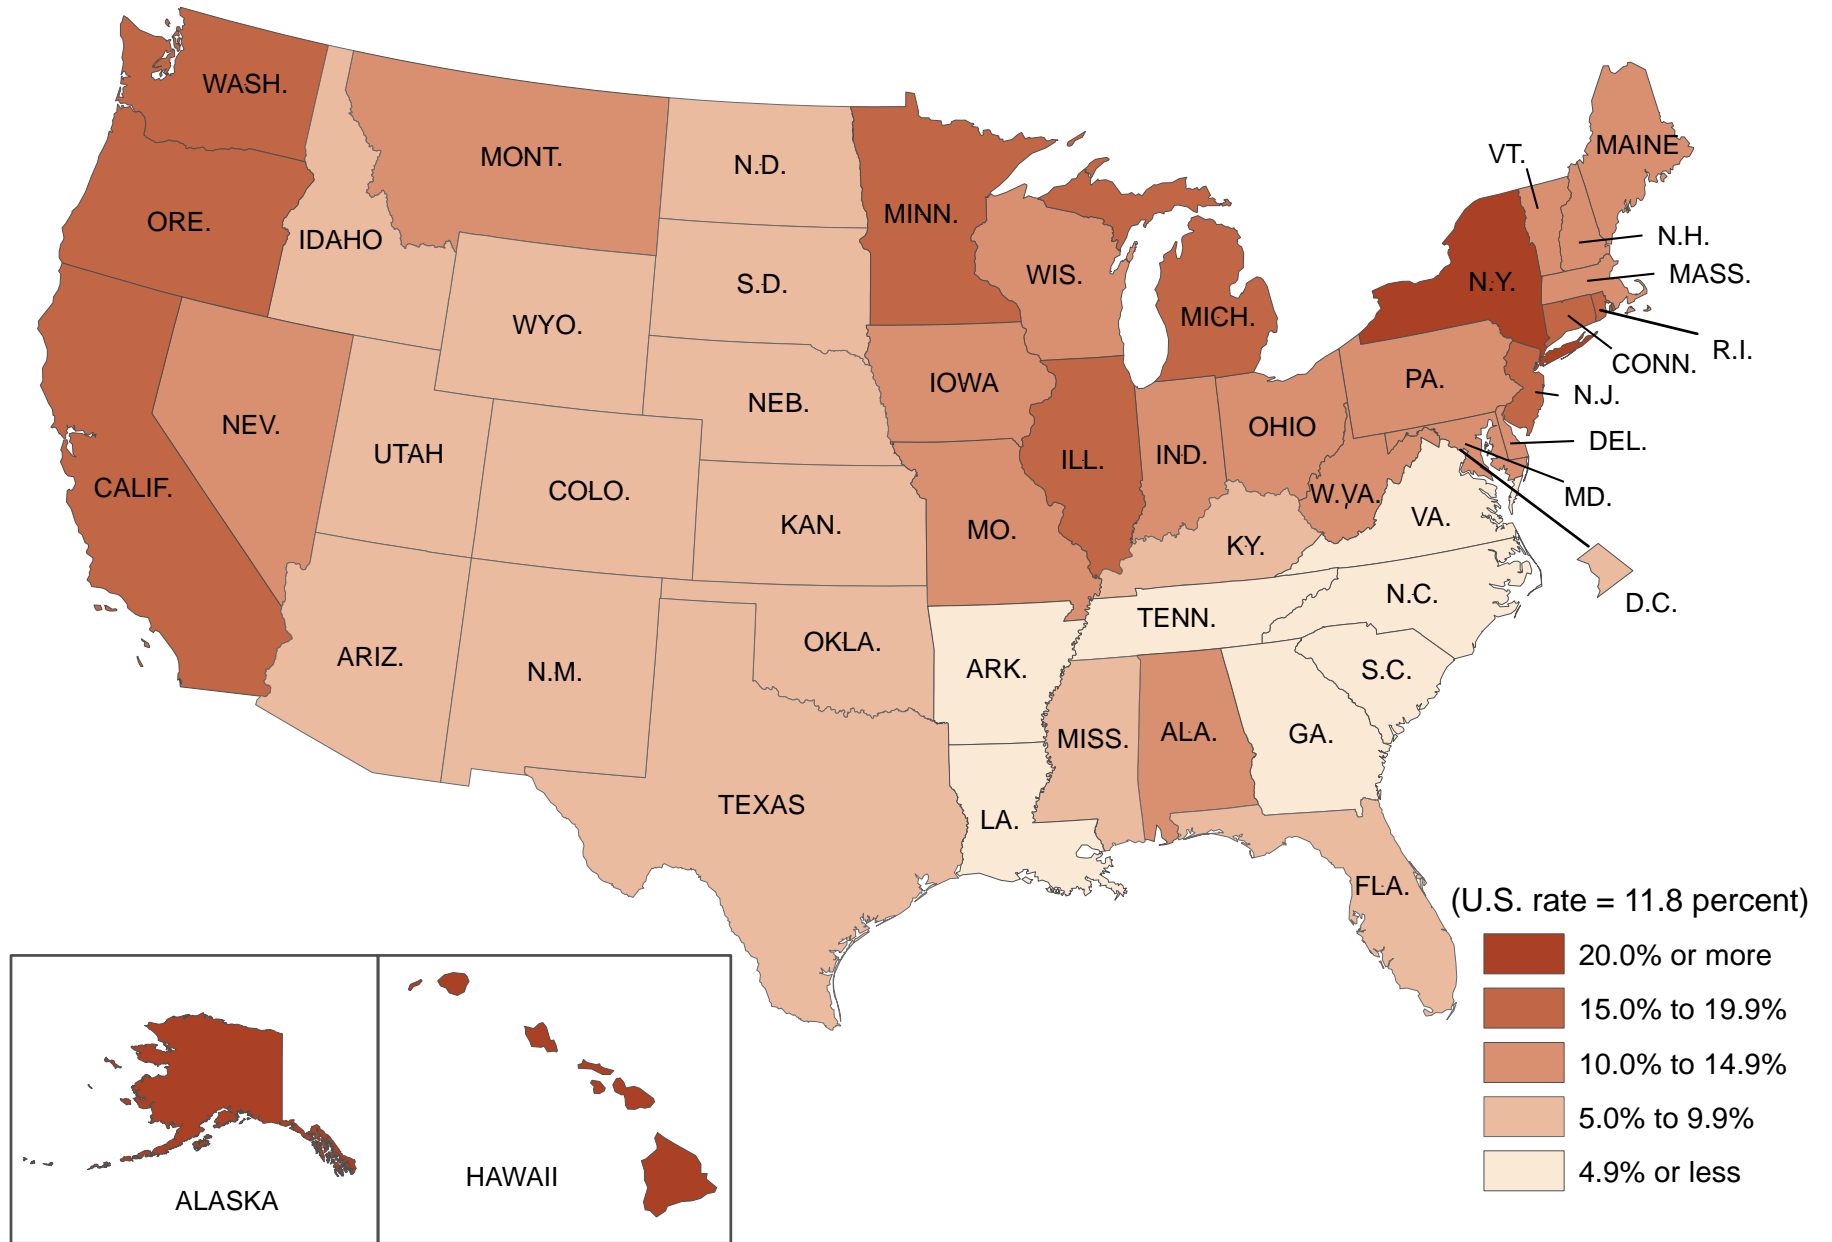 WASH.
MONT.
N.D.
MINN.
VT.
MAINE
ORE.
IDAHO
N.H.
S.D.
WIS.
N.Y.
MASS.
WYO.
MICH.
R.I.
CONN.
IOWA
PA.
N.J.
NEV.
NEB.
OHIO
DEL.
UTAH
ILL.
IND.
CALIF.
COLO.
W.VA.
MD.
KAN.
MO.
VA.
KY.
N.C.
D.C.
TENN.
OKLA.
ARIZ.
N.M.
ARK.
S.C.
MISS.
ALA.
GA.
TEXAS
LA.
FLA.
ALASKA
HAWAII
(U.S. rate = 11.8 percent)
20.0% or more
15.0% to 19.9%
10.0% to 14.9%
5.0% to 9.9%
4.9% or less